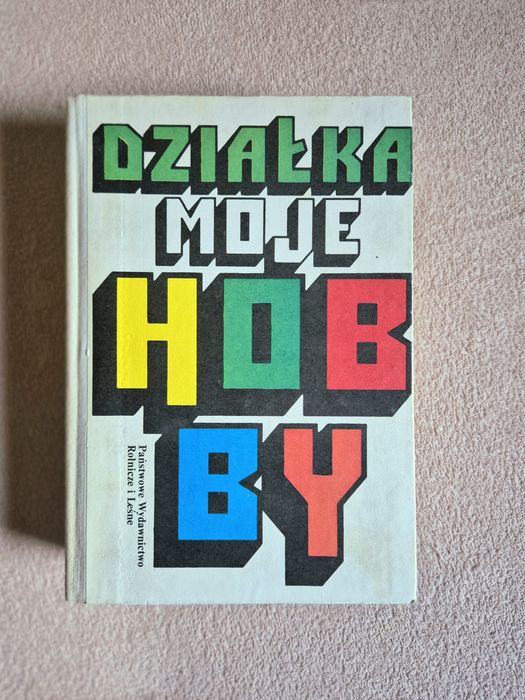 DZIAŁKA
MOJE
HOB
BY
Państwowe Wydawnictwo
Rolnicze i Leśne